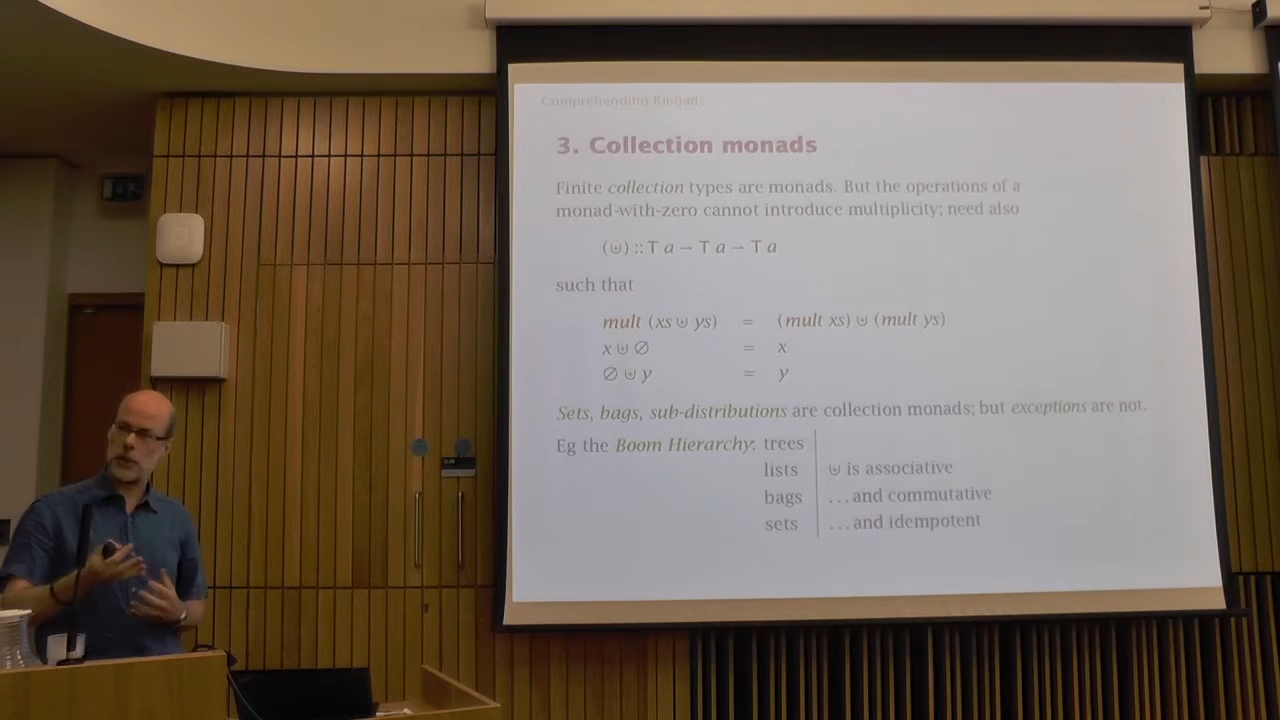 Comprehending Ringads
3. Collection monads
Finite collection types are monads. But the operations of a
monad-with-zero cannot introduce multiplicity; need also
(⊎) :: T a → T a → T a
such that
mult (xs ⊎ ys) = (mult xs) ⊎ (mult ys)
x ⊎ ∅ = x
∅ ⊎ y = y
Sets, bags, sub-distributions are collection monads; but exceptions are not.
Eg the Boom Hierarchy: trees
lists ⊎ is associative
bags …and commutative
sets …and idempotent